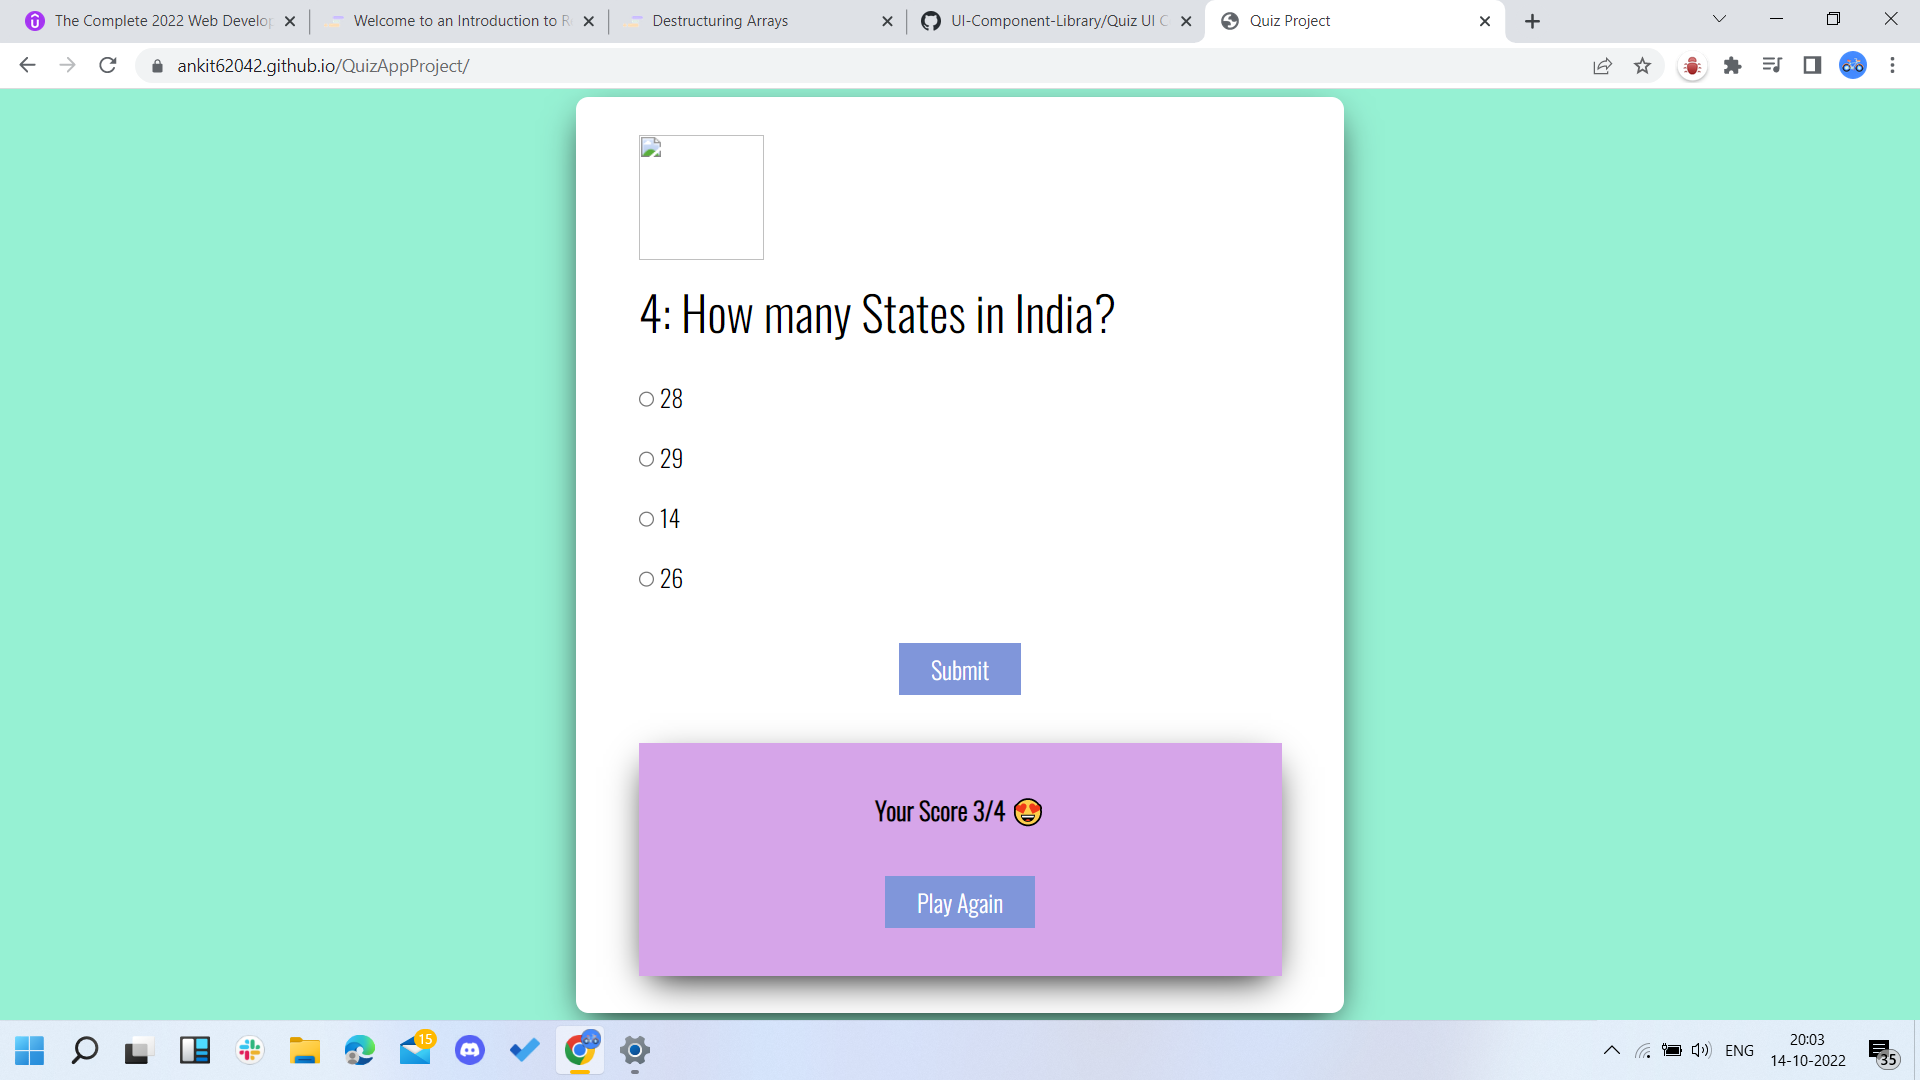 The Complete 2022 Web Develop
Welcome to an Introduction to R
Destructuring Arrays
UI-Component-Library/Quiz UI C
Quiz Project
ankit62042.github.io/QuizAppProject/
4: How many States in India?
28
29
14
26
Submit
Your Score 3/4 😍
Play Again
15
ENG
20:03
14-10-2022
35